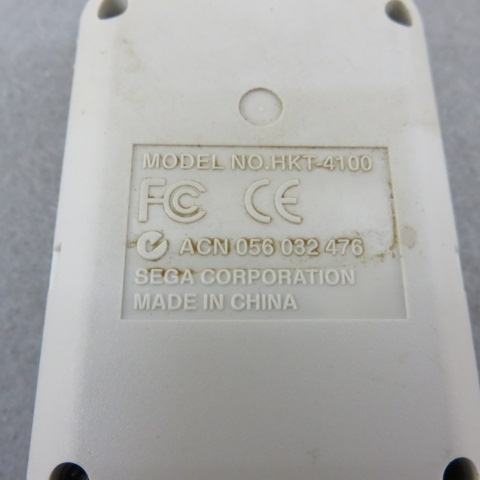 MODEL NO.HKT-4100
FC CE
ACN 056 032 476
SEGA CORPORATION
MADE IN CHINA